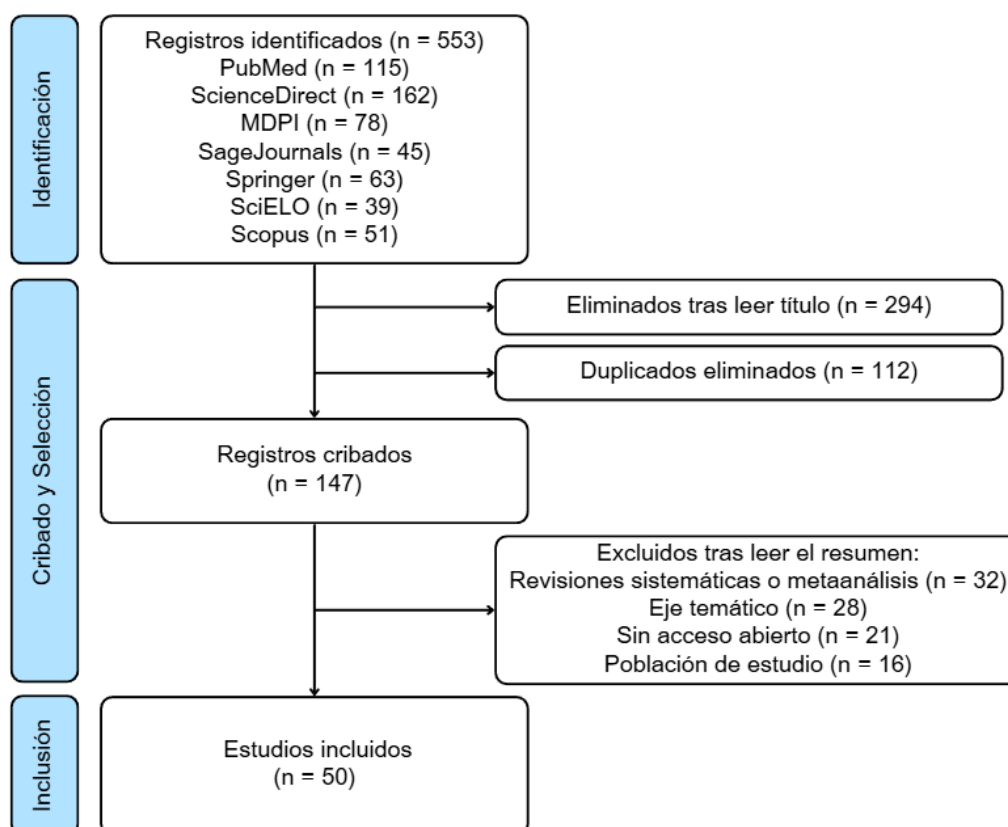 Identificación
Registros identificados (n = 553)
PubMed (n = 115)
ScienceDirect (n = 162)
MDPI (n = 78)
SageJournals (n = 45)
Springer (n = 63)
SciELO (n = 39)
Scopus (n = 51)
Cribado y Selección
Eliminados tras leer título (n = 294)
Duplicados eliminados (n = 112)
Registros cribados
(n = 147)
Excluidos tras leer el resumen:
Revisiones sistemáticas o metaanálisis (n = 32)
Eje temático (n = 28)
Sin acceso abierto (n = 21)
Población de estudio (n = 16)
Inclusión
Estudios incluidos
(n = 50)